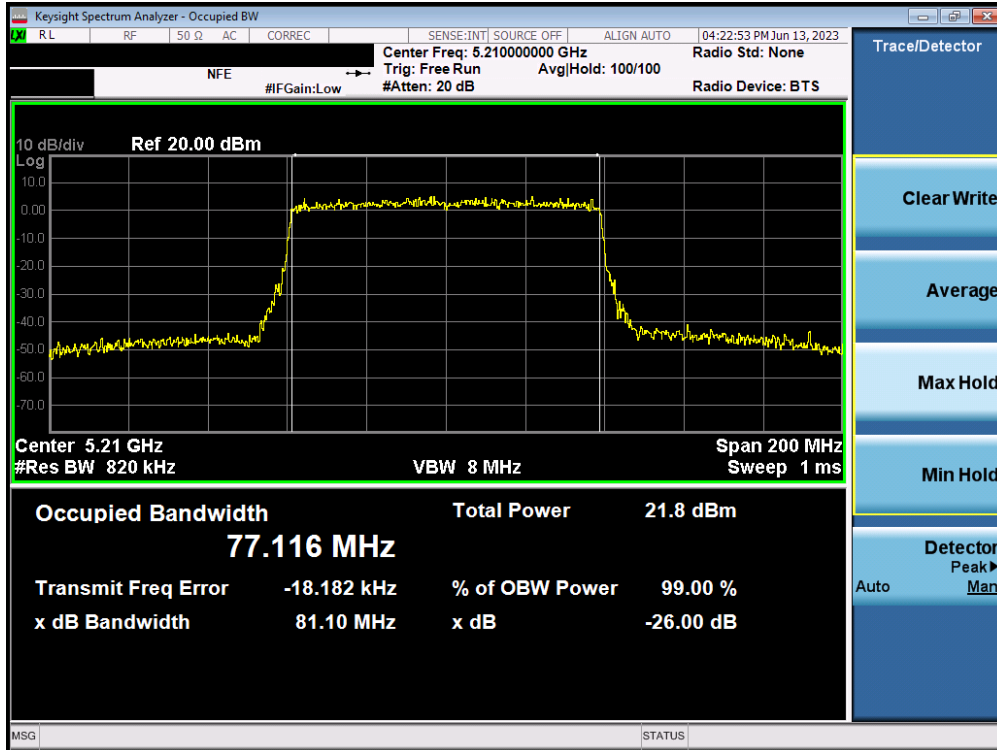 Keysight Spectrum Analyzer - Occupied BW
LXI RL RF 50 Ω AC CORREC SENSE:INT SOURCE OFF ALIGN AUTO 04:22:53 PM Jun 13, 2023
Center Freq: 5.210000000 GHz Radio Std: None
NFE Trig: Free Run Avg|Hold: 100/100
#IFGain:Low #Atten: 20 dB Radio Device: BTS
10 dB/div Ref 20.00 dBm
Log
10.0
0.00
-10.0
-20.0
-30.0
-40.0
-50.0
-60.0
-70.0
Center 5.21 GHz Span 200 MHz
#Res BW 820 kHz VBW 8 MHz Sweep 1 ms
Occupied Bandwidth Total Power 21.8 dBm
77.116 MHz
Transmit Freq Error -18.182 kHz % of OBW Power 99.00 %
x dB Bandwidth 81.10 MHz x dB -26.00 dB
Trace/Detector
Clear Write
Average
Max Hold
Min Hold
Detector
Peak
Auto Man
MSG STATUS